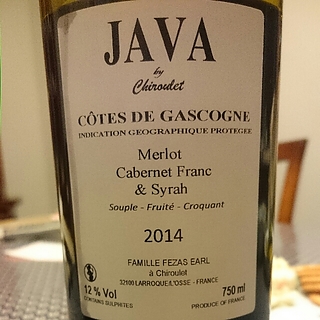 JAVA
by
Chiroulet
CÔTES DE GASCOGNE
INDICATION GEOGRAPHIQUE PROTEGEE
Merlot
Cabernet Franc
& Syrah
Souple - Fruité - Croquant
2014
FAMILLE FEZAS EARL
à Chiroulet
32100 LARROQUE/L'OSSE - FRANCE
12 % Vol
750 ml
CONTAINS SULPHITES
PRODUCE OF FRANCE